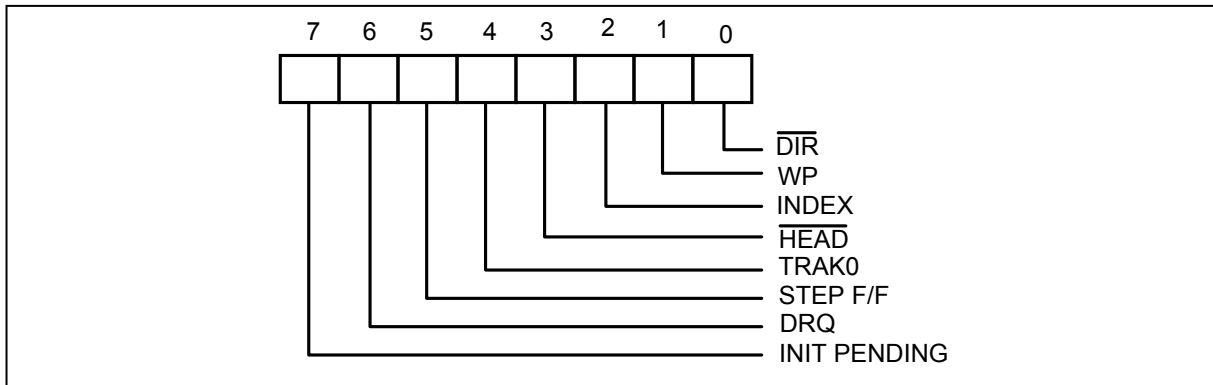 7 6 5 4 3 2 1 0
DIR
WP
INDEX
HEAD
TRAK0
STEP F/F
DRQ
INIT PENDING